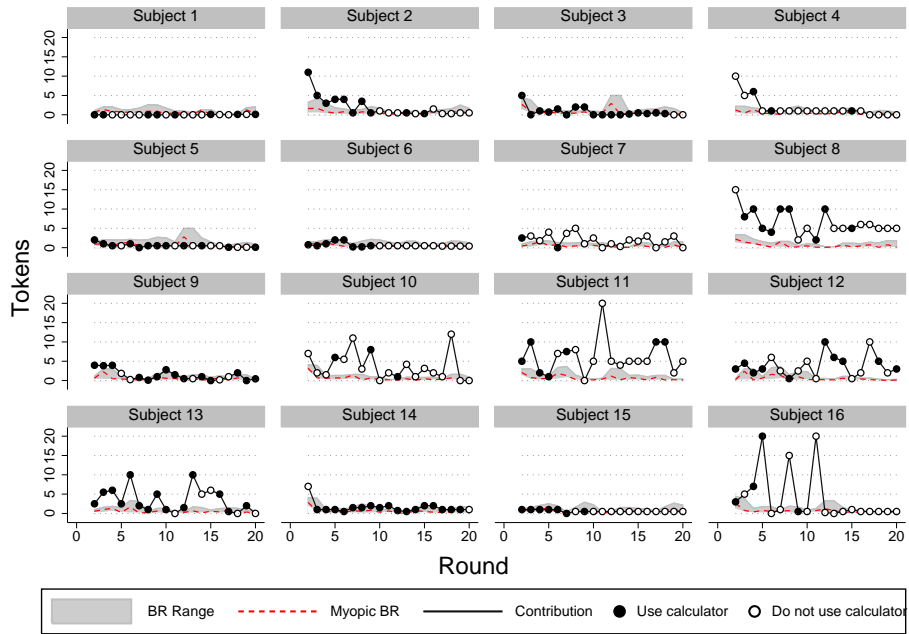 Subject 1 Subject 2 Subject 3 Subject 4
0 5 10 15 20
Subject 5 Subject 6 Subject 7 Subject 8
0 5 10 15 20
Subject 9 Subject 10 Subject 11 Subject 12
0 5 10 15 20
Subject 13 Subject 14 Subject 15 Subject 16
0 5 10 15 20
0 5 10 15 20 0 5 10 15 20 0 5 10 15 20 0 5 10 15 20
Tokens
Round
BR Range Myopic BR Contribution Use calculator Do not use calculator